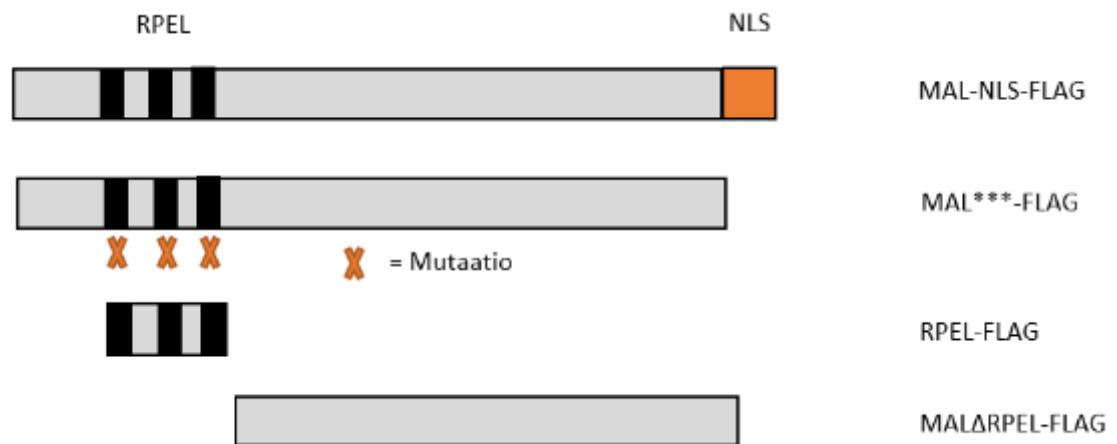 RPEL NLS
MAL-NLS-FLAG
MAL***-FLAG
= Mutaatio
RPEL-FLAG
MALΔRPEL-FLAG